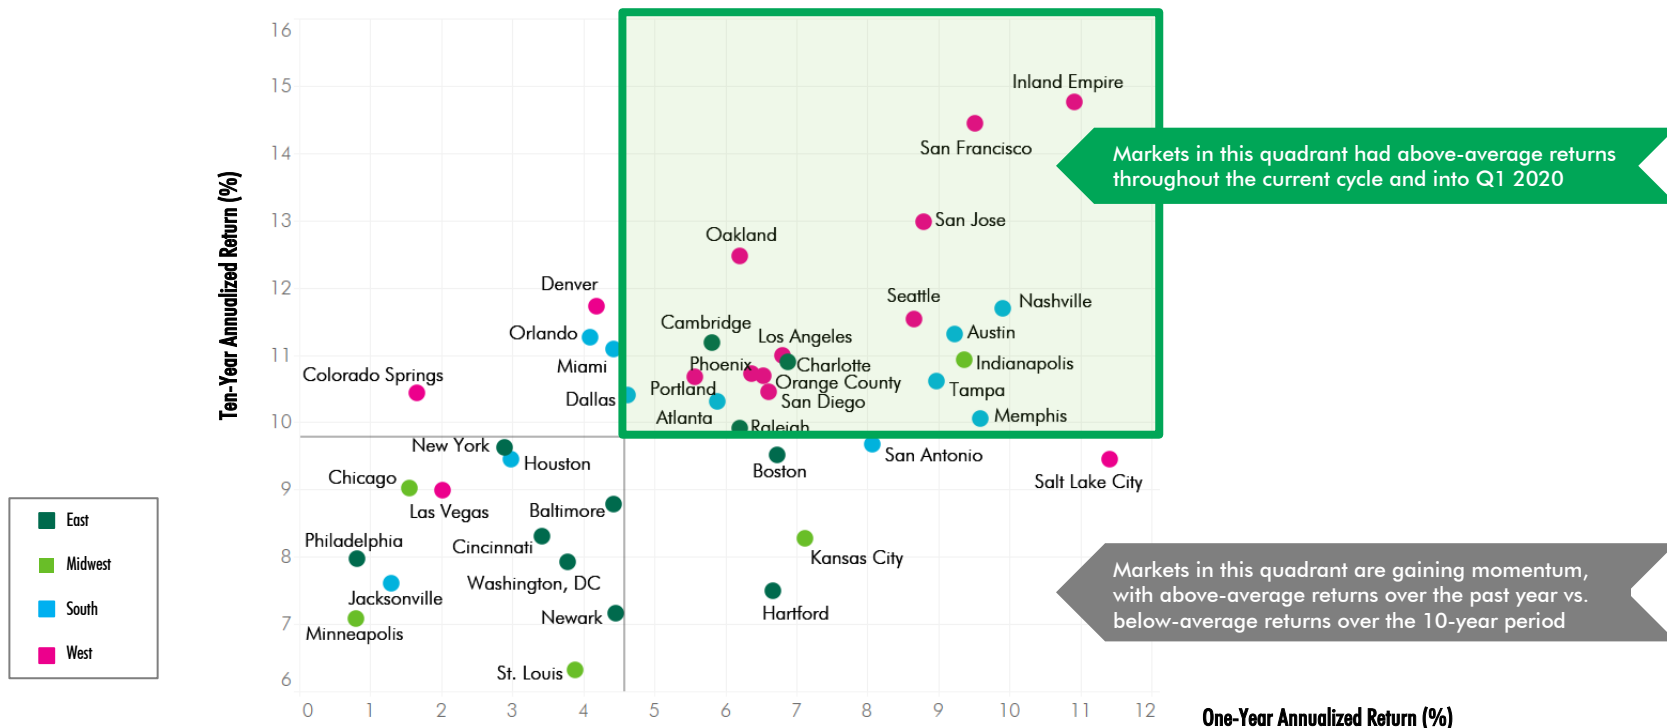 16
15
14
13
12
11
10
9
8
7
6
Ten-Year Annualized Return (%)
Inland Empire
San Francisco
Markets in this quadrant had above-average returns
throughout the current cycle and into Q1 2020
San Jose
Oakland
Denver
Seattle
Nashville
Orlando
Cambridge
Los Angeles
Austin
Miami
Phoenix
Charlotte
Indianapolis
Colorado Springs
Orange County
Portland
Tampa
Dallas
San Diego
Atlanta
Memphis
Raleigh
New York
Houston
Boston
San Antonio
Chicago
Salt Lake City
Las Vegas
Baltimore
Philadelphia
Cincinnati
Kansas City
Washington, DC
Jacksonville
Newark
Hartford
Minneapolis
St. Louis
Markets in this quadrant are gaining momentum,
with above-average returns over the past year vs.
below-average returns over the 10-year period
East
Midwest
South
West
0 1 2 3 4 5 6 7 8 9 10 11 12
One-Year Annualized Return (%)